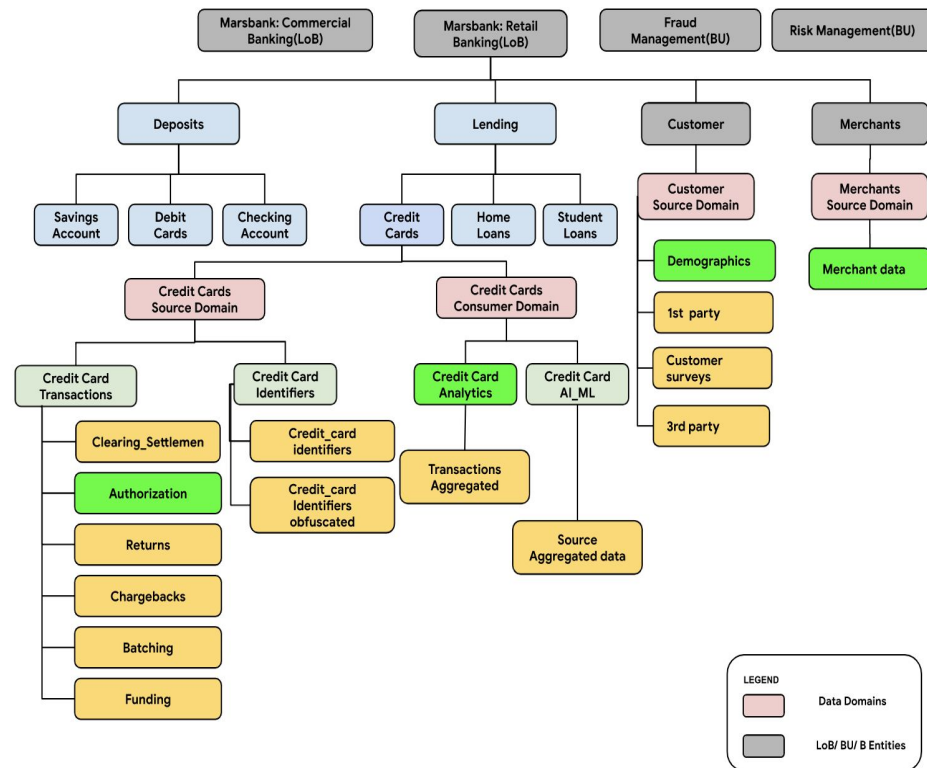 Marsbank: Commercial
Banking(LoB)
Marsbank: Retail
Banking(LoB)
Fraud
Management(BU)
Risk Management(BU)
Deposits
Lending
Customer
Merchants
Savings
Account
Debit
Cards
Checking
Account
Credit
Cards
Home
Loans
Student
Loans
Customer
Source Domain
Merchants
Source Domain
Demographics
Merchant data
1st party
Customer
surveys
3rd party
Credit Cards
Source Domain
Credit Cards
Consumer Domain
Credit Card
Transactions
Credit Card
Identifiers
Credit Card
Analytics
Credit Card
AI_ML
Clearing_Settlemen
Authorization
Returns
Chargebacks
Batching
Funding
Credit_card
identifiers
Credit_card
Identifiers
obfuscated
Transactions
Aggregated
Source
Aggregated data
LEGEND
Data Domains
LoB/ BU/ B Entities